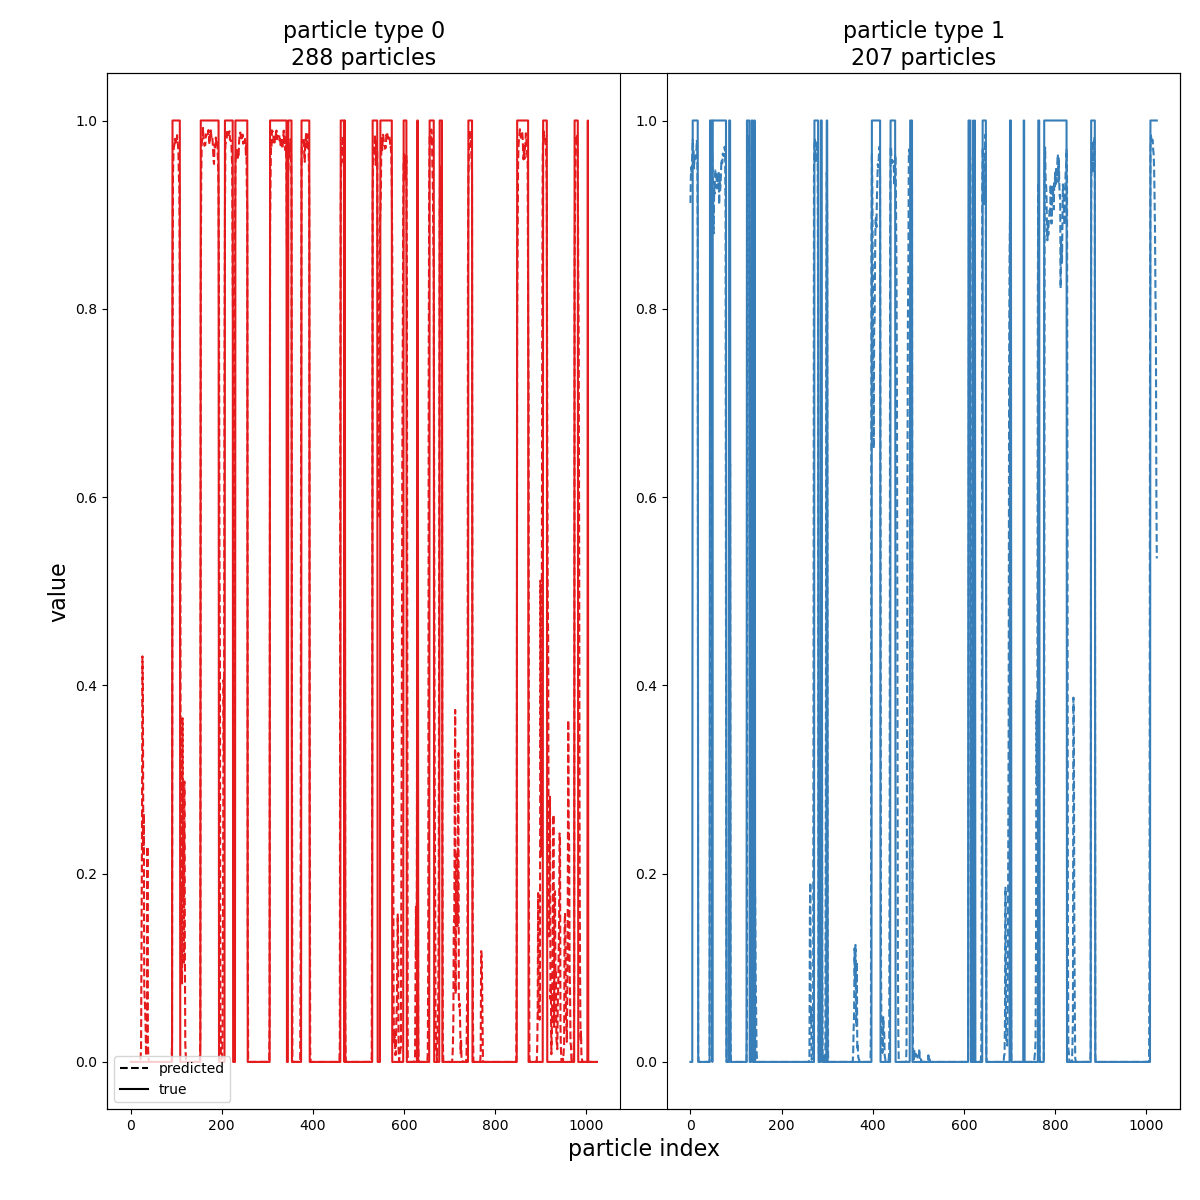 particle type 0
288 particles
particle type 1
207 particles
1.0
0.8
0.6
0.4
0.2
0.0
1.0
0.8
0.6
0.4
0.2
0.0
value
predicted
true
0 200 400 600 800 1000
0 200 400 600 800 1000
particle index